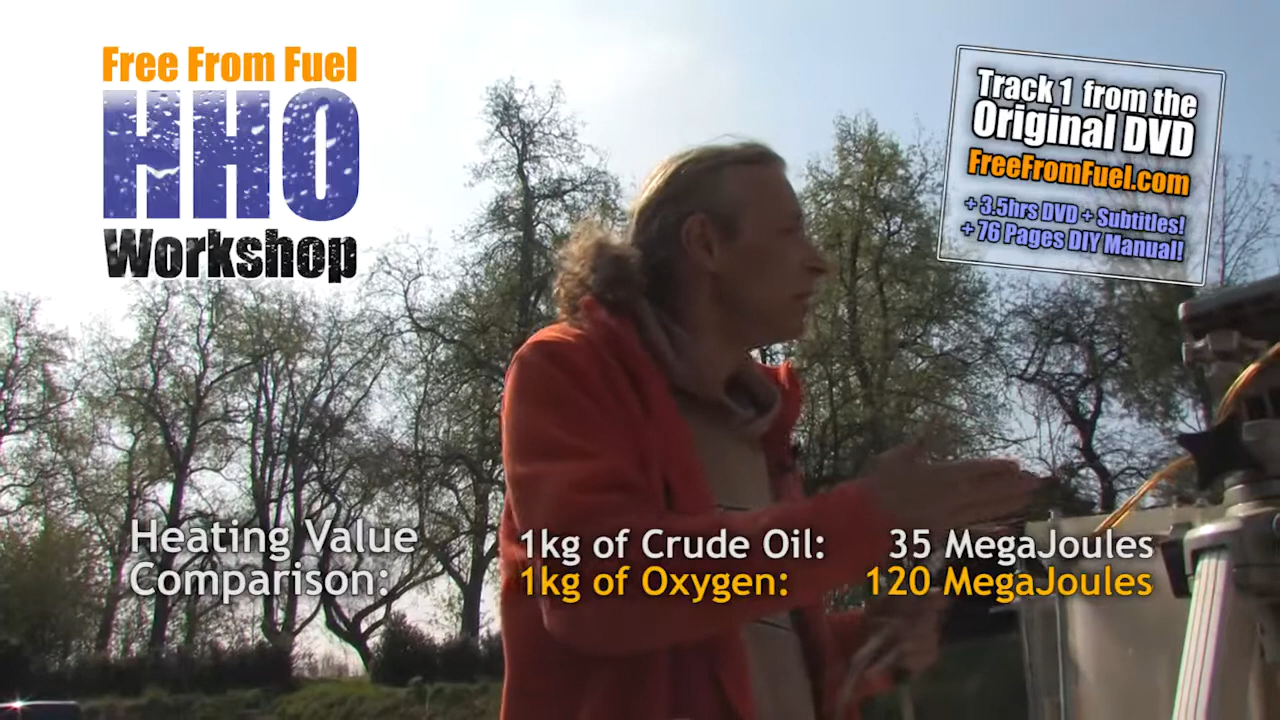 Free From Fuel
HHO
Workshop
Track 1 from the
Original DVD
FreeFromFuel.com
+ 3.5hrs DVD + Subtitles!
+ 76 Pages DIY Manual!
Heating Value
Comparison:
1kg of Crude Oil: 35 MegaJoules
1kg of Oxygen: 120 MegaJoules